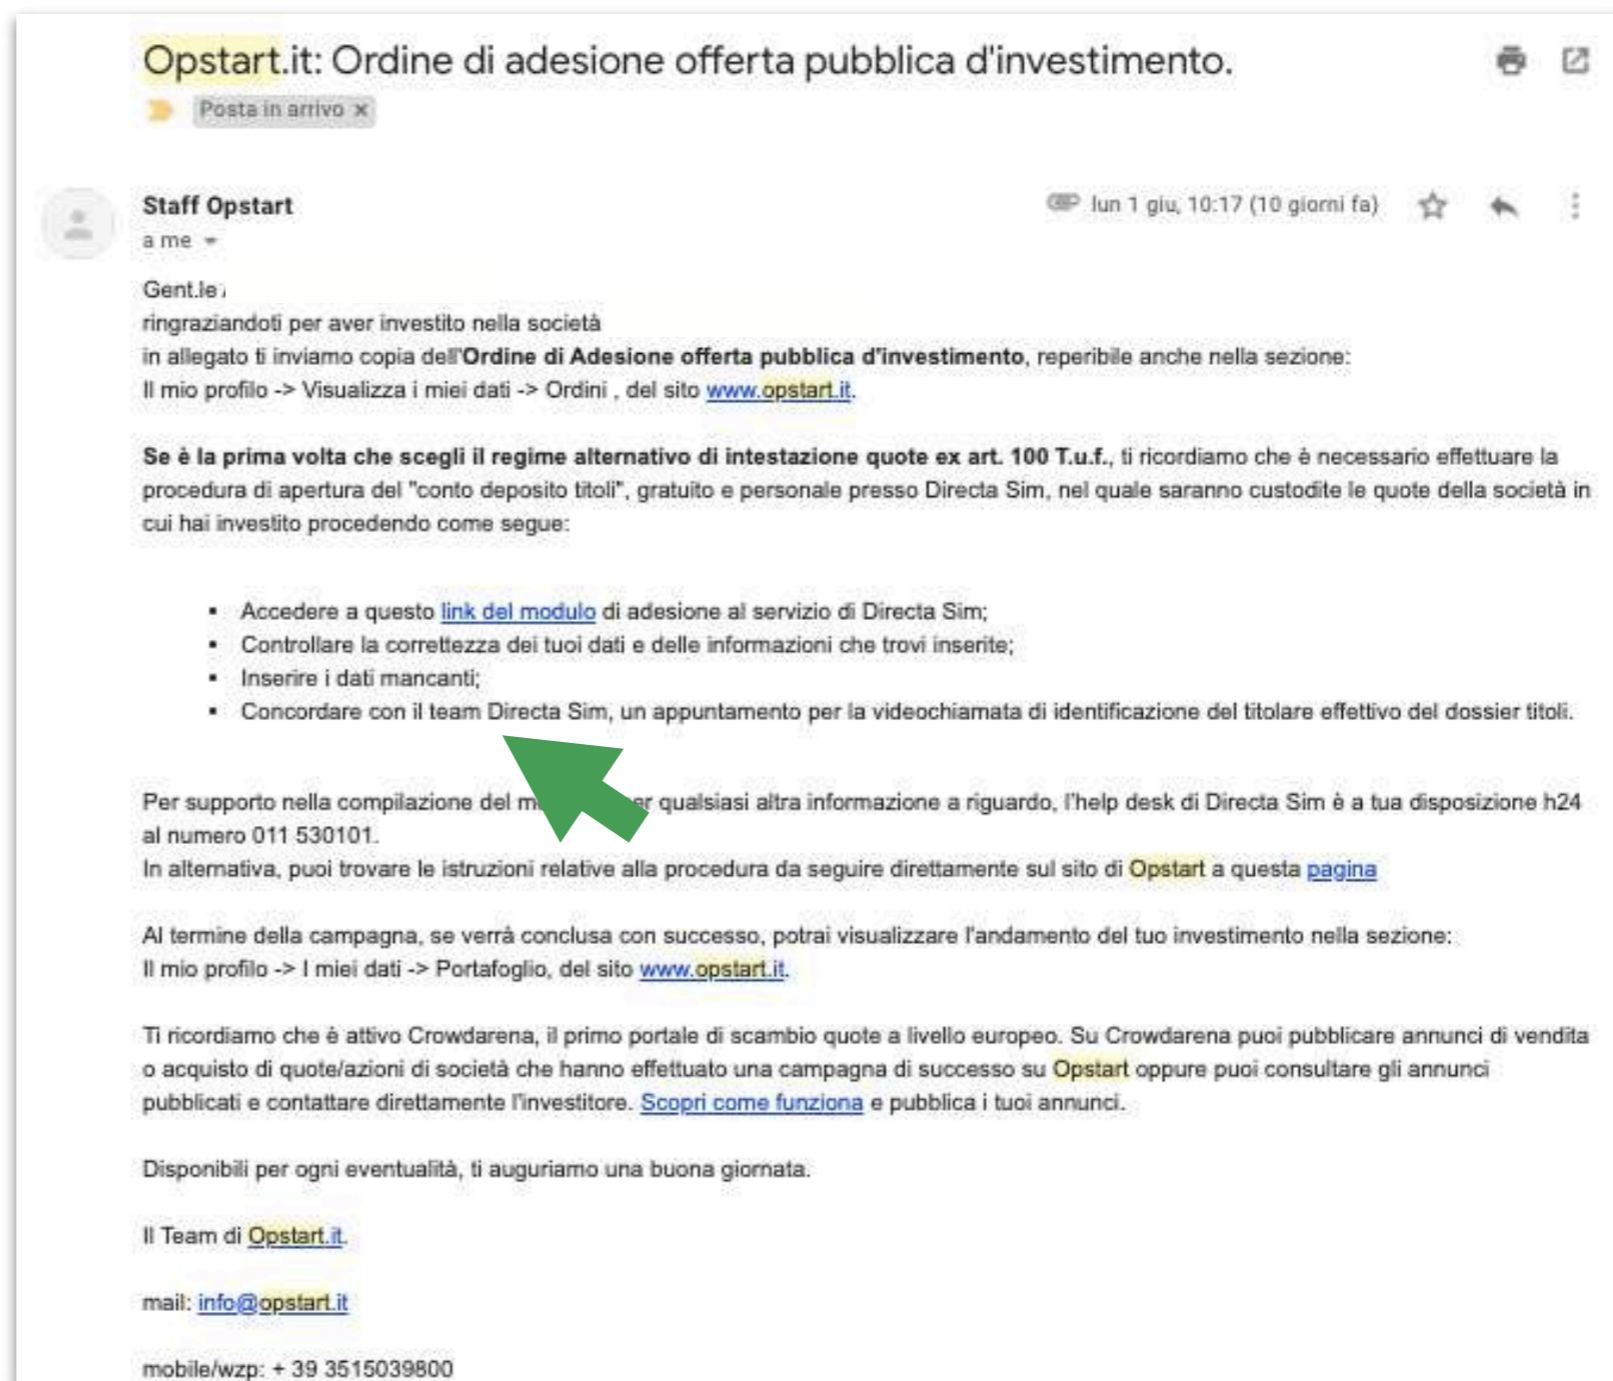 Opstart.it: Ordine di adesione offerta pubblica d'investimento.
Posta in arrivo x
Staff Opstart
lun 1 giu, 10:17 (10 giorni fa)
a me
Gent.le
ringraziandoti per aver investito nella società
in allegato ti inviamo copia dell'Ordine di Adesione offerta pubblica d'investimento, reperibile anche nella sezione:
Il mio profilo -> Visualizza i miei dati -> Ordini , del sito www.opstart.it.
Se è la prima volta che scegli il regime alternativo di intestazione quote ex art. 100 T.u.f., ti ricordiamo che è necessario effettuare la
procedura di apertura del "conto deposito titoli", gratuito e personale presso Directa Sim, nel quale saranno custodite le quote della società in
cui hai investito procedendo come segue:
▪ Accedere a questo link del modulo di adesione al servizio di Directa Sim;
▪ Controllare la correttezza dei tuoi dati e delle informazioni che trovi inserite;
▪ Inserire i dati mancanti;
▪ Concordare con il team Directa Sim, un appuntamento per la videochiamata di identificazione del titolare effettivo del dossier titoli.
Per supporto nella compilazione del qualsiasi altra informazione a riguardo, l'help desk di Directa Sim è a tua disposizione h24
al numero 011 530101.
In alternativa, puoi trovare le istruzioni relative alla procedura da seguire direttamente sul sito di Opstart a questa pagina
Al termine della campagna, se verrà conclusa con successo, potrai visualizzare l'andamento del tuo investimento nella sezione:
Il mio profilo -> I miei dati -> Portafoglio, del sito www.opstart.it.
Ti ricordiamo che è attivo Crowdarena, il primo portale di scambio quote a livello europeo. Su Crowdarena puoi pubblicare annunci di vendita
o acquisto di quote/azioni di società che hanno effettuato una campagna di successo su Opstart oppure puoi consultare gli annunci
pubblicati e contattare direttamente l'investitore. Scopri come funziona e pubblica i tuoi annunci.
Disponibili per ogni eventualità, ti auguriamo una buona giornata.
Il Team di Opstart.it.
mail: info@opstart.it
mobile/wzp: + 39 3515039800